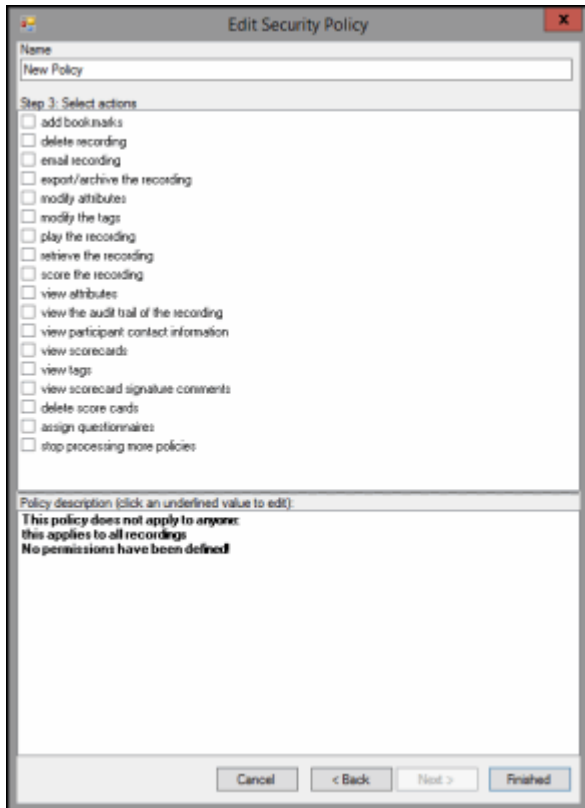 Edit Security Policy
x
Name
New Policy
Step 3: Select actions
add bookmarks
delete recording
email recording
export/archive the recording
modify attributes
modify the tags
play the recording
retrieve the recording
score the recording
view attributes
view the audit trail of the recording
view participant contact information
view scorecards
view tags
view scorecard signature comments
delete score cards
assign questionnaires
stop processing more policies
Policy description (click an underlined value to edit):
This policy does not apply to anyone:
this applies to all recordings
No permissions have been defined!
Cancel
< Back
Next >
Finished